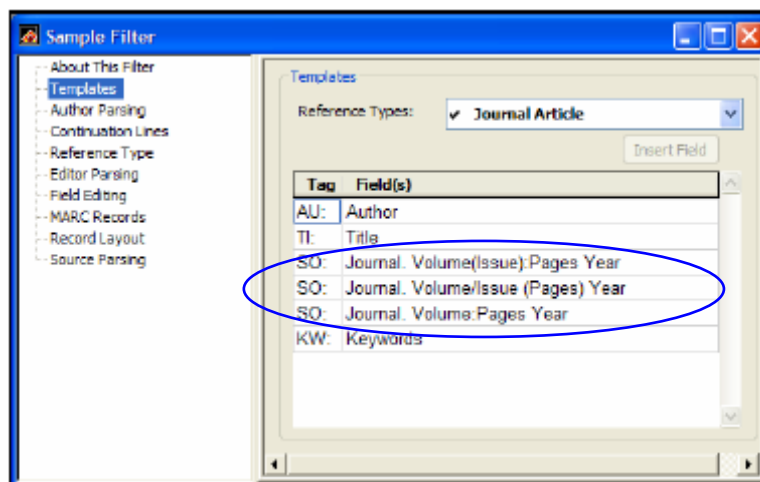 Sample Filter
About This Filter
Templates
Author Parsing
Continuation Lines
Reference Type
Editor Parsing
Field Editing
MARC Records
Record Layout
Source Parsing
Templates
Reference Types: Journal Article
Insert Field
Tag Field(s)
AU: Author
TI: Title
SO: Journal. Volume(Issue):Pages Year
SO: Journal. Volume/Issue (Pages) Year
SO: Journal. Volume:Pages Year
KW: Keywords